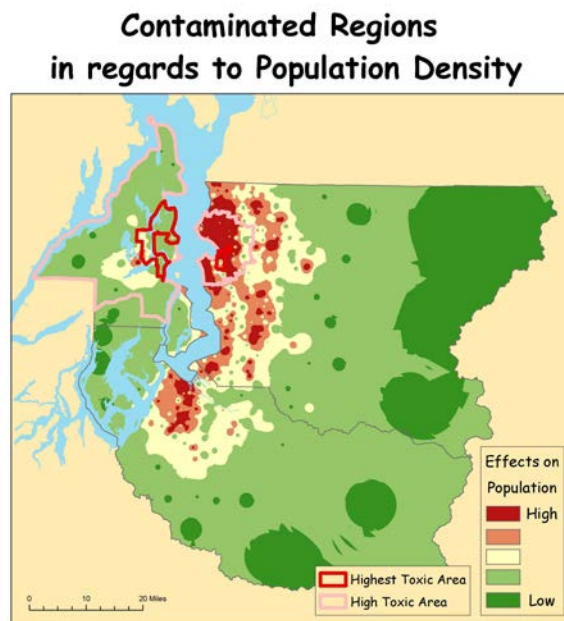 Contaminated Regions
in regards to Population Density
Effects on
Population
High
Low
Highest Toxic Area
High Toxic Area
0 5 10 20 Miles